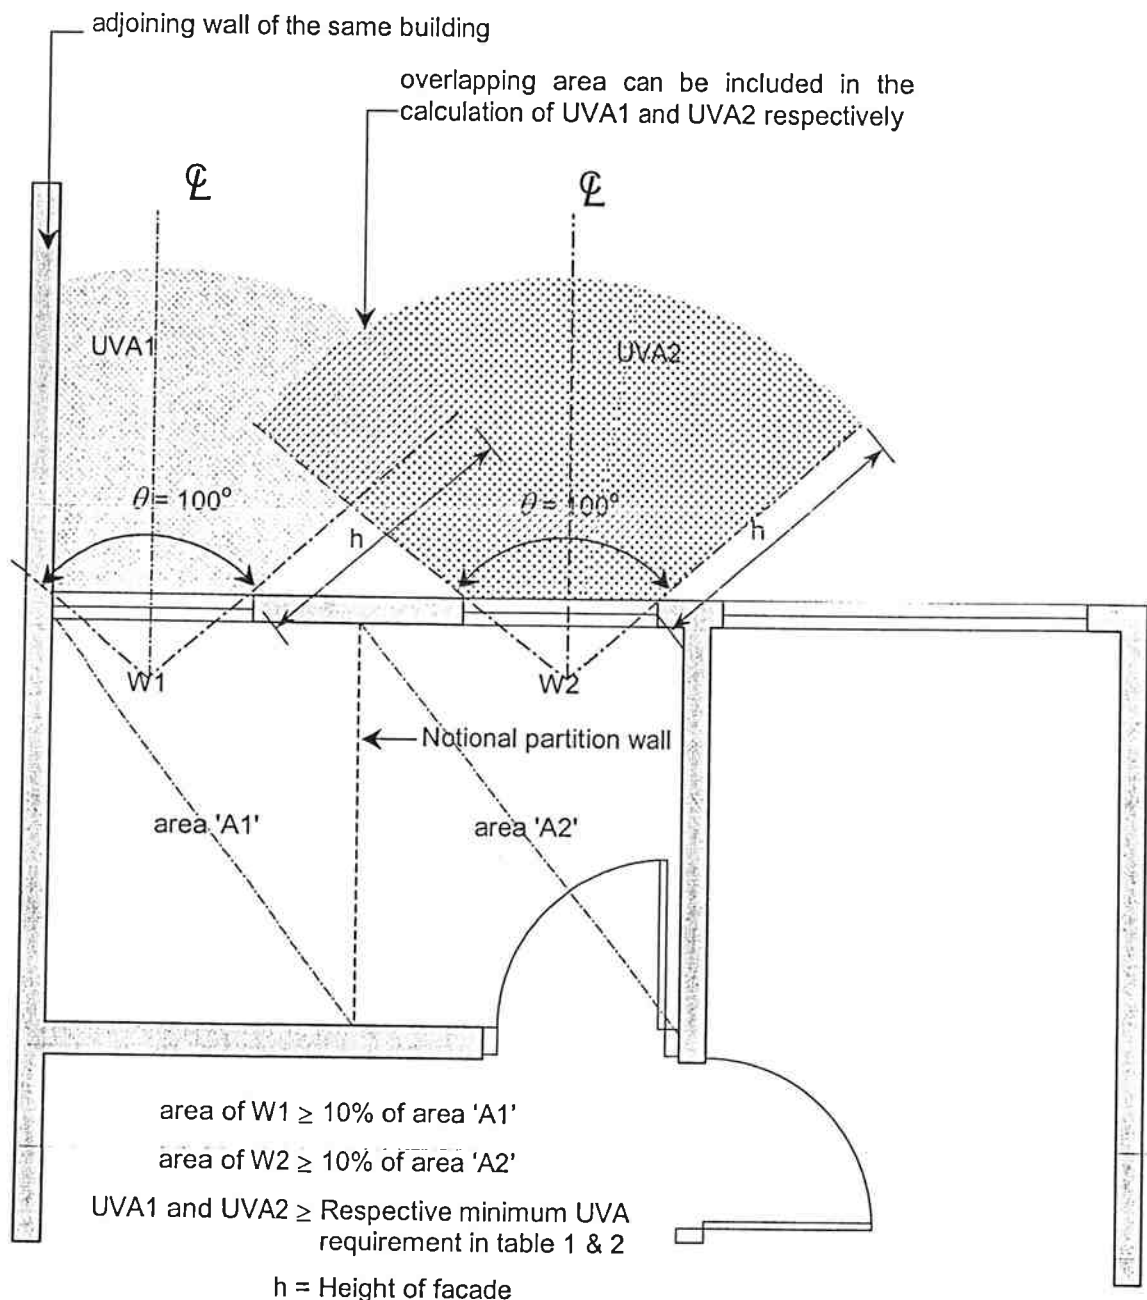 adjoining wall of the same building
overlapping area can be included in the
calculation of UVA1 and UVA2 respectively
℄
℄
UVA1
UVA2
θ = 100°
θ = 100°
h
h
W1
W2
Notional partition wall
area 'A1'
area 'A2'
area of W1 ≥ 10% of area 'A1'
area of W2 ≥ 10% of area 'A2'
UVA1 and UVA2 ≥ Respective minimum UVA
requirement in table 1 & 2
h = Height of facade